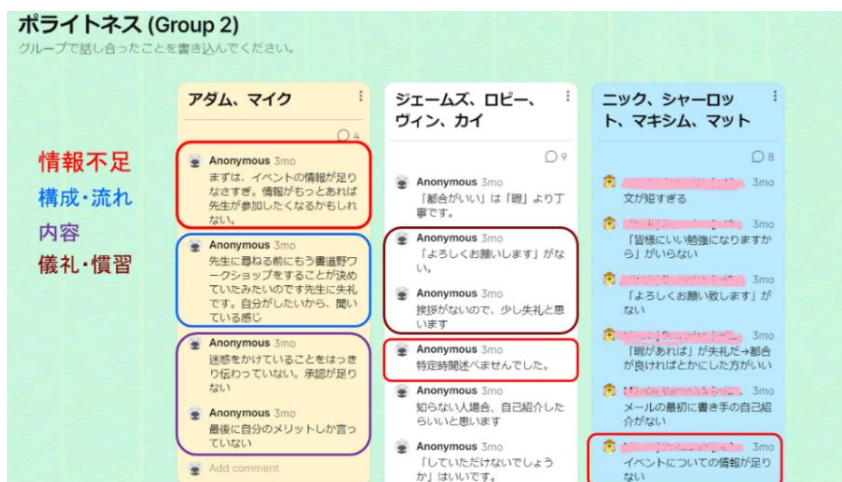 ポライトネス (Group 2)
グループで話し合ったことを書き込んでください。
情報不足
構成・流れ
内容
儀礼・慣習
アダム、マイク
4
Anonymous 3mo
まずは、イベントの情報が足り
なさすぎ。情報がもっとあれば
先生が参加したくなるかもしれ
ない。
Anonymous 3mo
先生に尋ねる前にもう書道野ワ
ークショップをすることが決め
ていたみたいのです先生に失礼
です。自分がしたいから、聞い
ている感じ
Anonymous 3mo
迷惑をかけていることをはっき
り伝わっていない。承認が足り
ない
Anonymous 3mo
最後に自分のメリットしか言っ
ていない
Add comment
ジェームズ、ロビー、
ヴィン、カイ
9
Anonymous 3mo
「都合がいい」は「暇」より丁
寧です。
Anonymous 3mo
「よろしくお願いします」がな
い。
Anonymous 3mo
挨拶がないので、少し失礼と思
います
Anonymous 3mo
特定時間述べませんでした。
Anonymous 3mo
知らない人場合、自己紹介した
らいいと思います
Anonymous 3mo
「していただけないでしょう
か」はいいです。
ニック、シャーロッ
ト、マキシム、マット
8
3mo
文が短すぎる
3mo
「皆様にいい勉強になりますか
ら」がいらない
3mo
「よろしくお願い致します」が
ない
3mo
「暇があれば」が失礼だ→都合
が良ければとかにした方がいい
3mo
メールの最初に書き手の自己紹
介がない
3mo
イベントについての情報が足り
ない